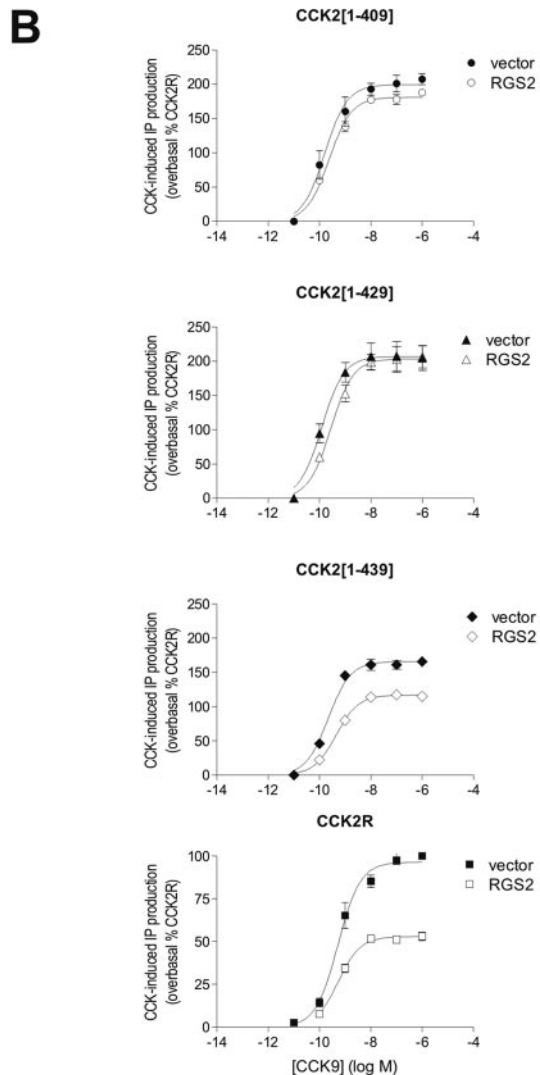 B
CCK2[1-409]
CCK-induced IP production
(overbasal % CCK2R)
250
200
150
100
50
0
-14
-12
-10
-8
-6
-4
vector
RGS2
CCK2[1-429]
CCK-induced IP production
(overbasal % CCK2R)
250
200
150
100
50
0
-14
-12
-10
-8
-6
-4
vector
RGS2
CCK2[1-439]
CCK-induced IP production
(overbasal % CCK2R)
250
200
150
100
50
0
-14
-12
-10
-8
-6
-4
vector
RGS2
CCK2R
CCK-induced IP production
(overbasal % CCK2R)
100
75
50
25
0
-14
-12
-10
-8
-6
-4
vector
RGS2
[CCK9] (log M)